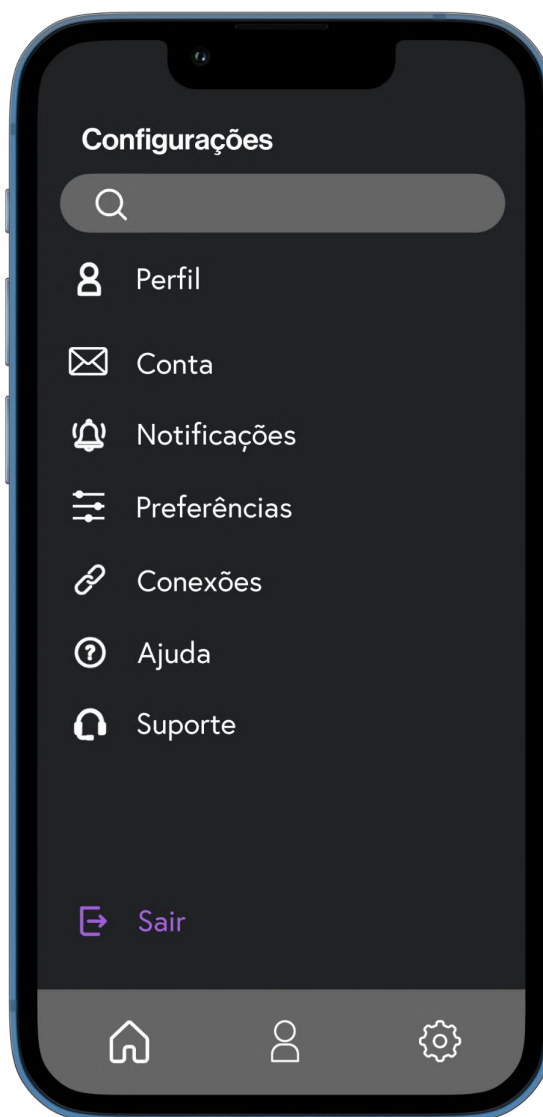 Configurações
Perfil
Conta
Notificações
Preferências
Conexões
Ajuda
Suporte
Sair